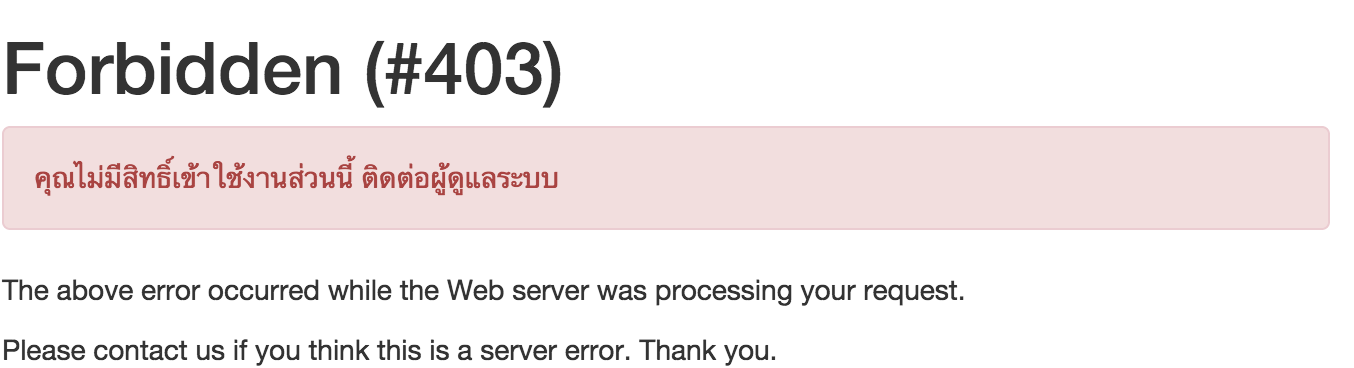 Forbidden (#403)
คุณไม่มีสิทธิ์เข้าใช้งานส่วนนี้ ติดต่อผู้ดูแลระบบ
The above error occurred while the Web server was processing your request.
Please contact us if you think this is a server error. Thank you.